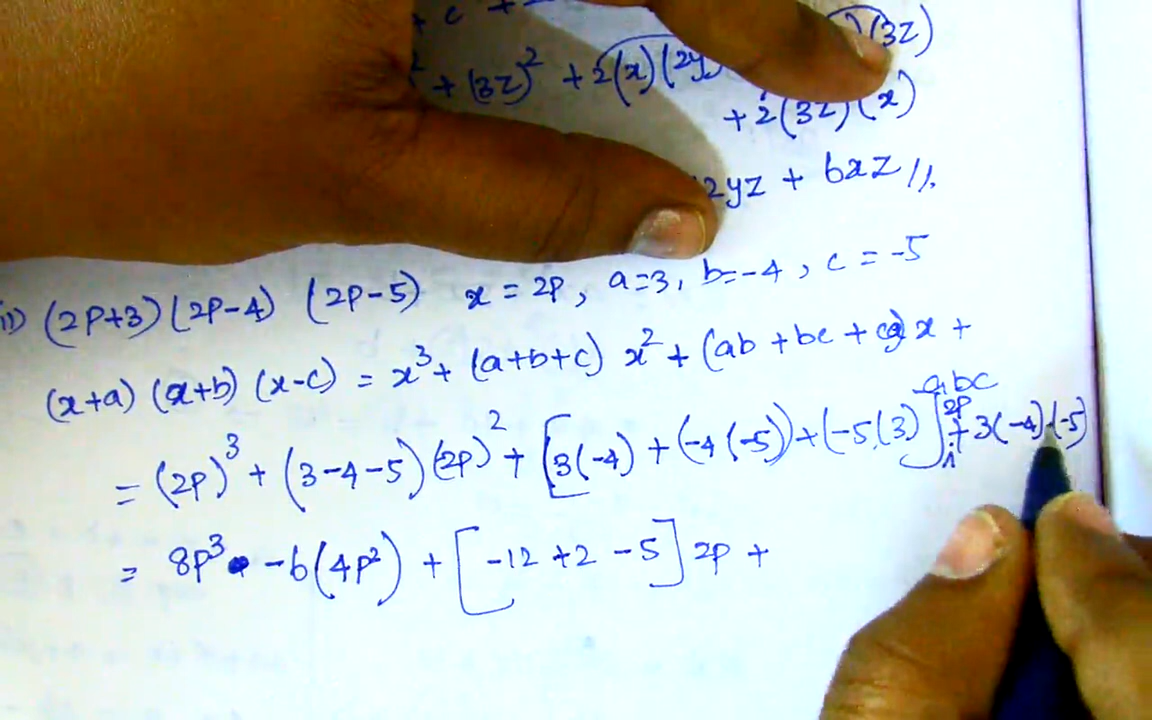 + c +
+ (3z)² + 2(x)(2y) (3z)
+ 2(3z)(x)
2yz + 6xz //.
ii) (2p+3)(2p-4) (2p-5) x = 2p, a=3, b=-4, c = -5
(x+a) (x+b) (x-c) = x³ + (a+b+c) x² + (ab + bc + ca) x +
abc
= (2p)³ + (3-4-5)(2p)² + [3(-4) + (-4(-5)) + (-5(3)] 2p + 3(-4)(-5)
= 8p³ - 6(4p²) + [-12 +2 -5] 2p +